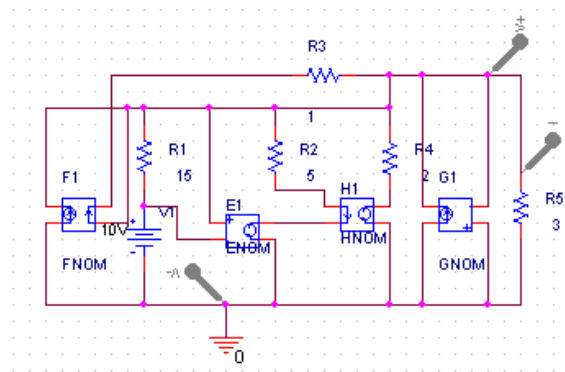 V+
R3
1
R1
15
R2
5
R4
2
I
F1
H1
G1
R5
3
E1
V1
10V
+
-
FNOM
ENOM
HNOM
GNOM
V-
0